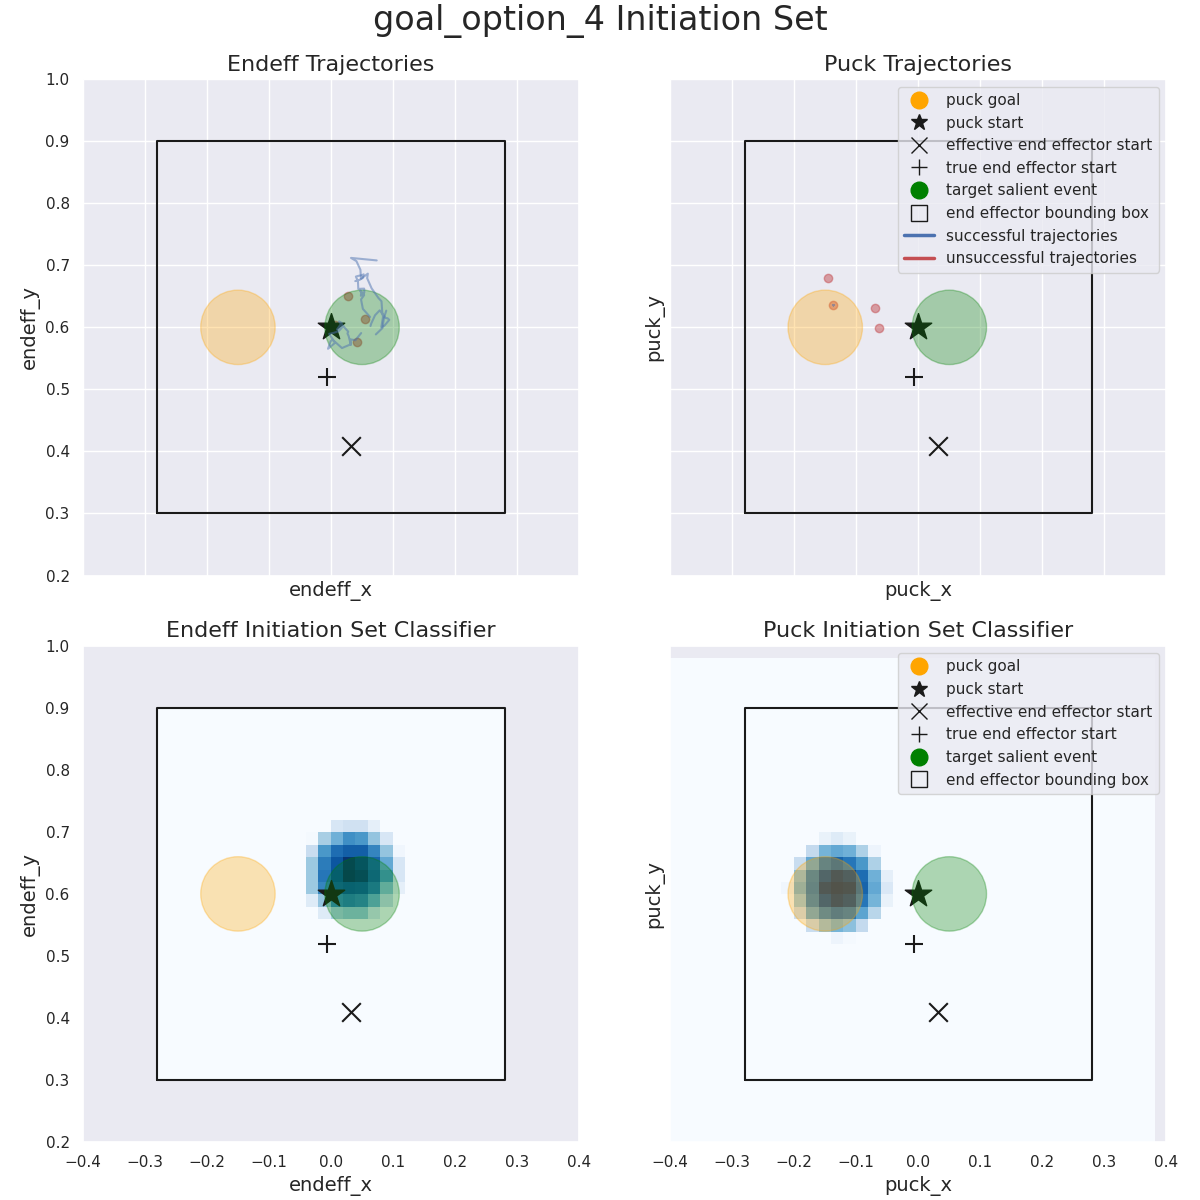 goal_option_4 Initiation Set
Endeff Trajectories
1.0
0.9
0.8
0.7
0.6
0.5
0.4
0.3
0.2
endeff_y
endeff_x
Puck Trajectories
puck goal
puck start
effective end effector start
true end effector start
target salient event
end effector bounding box
successful trajectories
unsuccessful trajectories
puck_y
puck_x
Endeff Initiation Set Classifier
1.0
0.9
0.8
0.7
0.6
0.5
0.4
0.3
0.2
endeff_y
−0.4 −0.3 −0.2 −0.1 0.0 0.1 0.2 0.3 0.4
endeff_x
Puck Initiation Set Classifier
puck goal
puck start
effective end effector start
true end effector start
target salient event
end effector bounding box
puck_y
−0.4 −0.3 −0.2 −0.1 0.0 0.1 0.2 0.3 0.4
puck_x